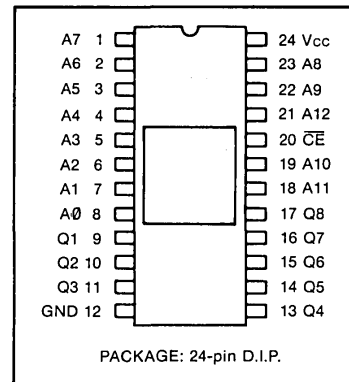 A7 1 24 Vcc
A6 2 23 A8
A5 3 22 A9
A4 4 21 A12
A3 5 20 C̅E̅
A2 6 19 A10
A1 7 18 A11
A0̸ 8 17 Q8
Q1 9 16 Q7
Q2 10 15 Q6
Q3 11 14 Q5
GND 12 13 Q4
PACKAGE: 24-pin D.I.P.